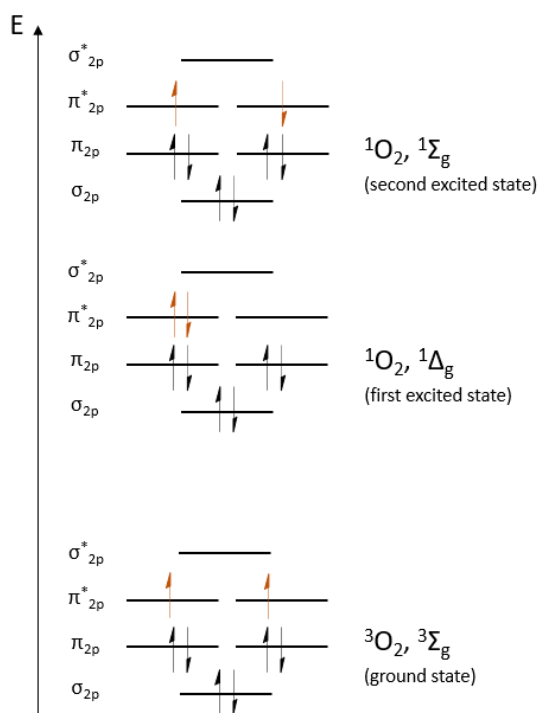 E
σ*2p
π*2p
π2p
σ2p
¹O₂, ¹Σg
(second excited state)
σ*2p
π*2p
π2p
σ2p
¹O₂, ¹Δg
(first excited state)
σ*2p
π*2p
π2p
σ2p
³O₂, ³Σg
(ground state)